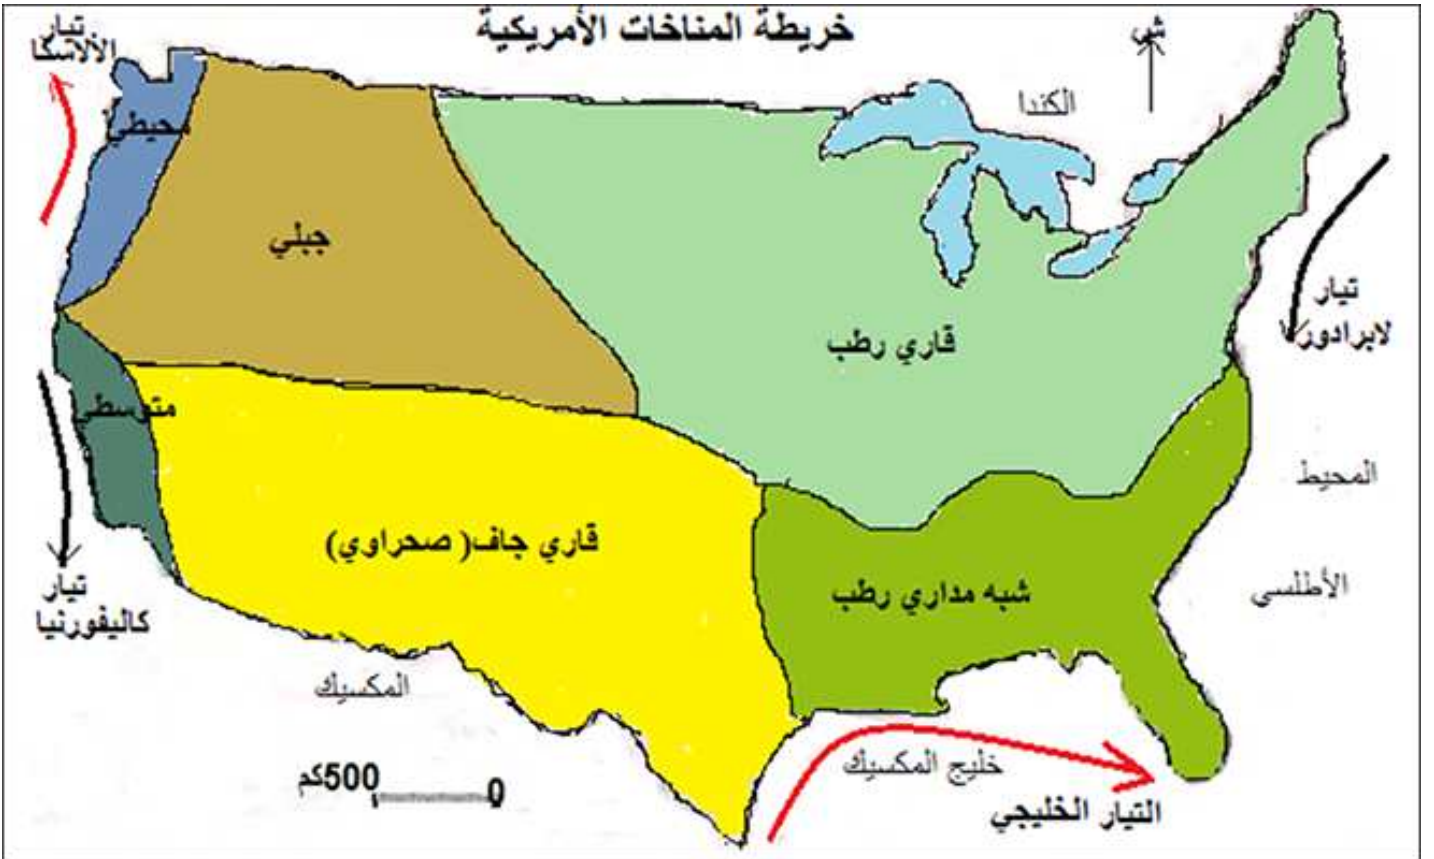 خريطة المناخات الأمريكية
تيار
الألاسكا
ش
الكندا
محيطي
جبلي
تيار
لابرادور
قاري رطب
متوسطي
المحيط
قاري جاف( صحراوي)
الأطلسي
شبه مداري رطب
تيار
كاليفورنيا
المكسيك
خليج المكسيك
500كم 0
التيار الخليجي